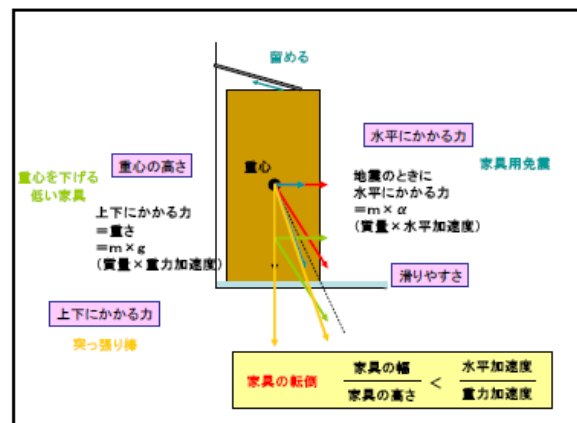 留める
水平にかかる力
家具用免震
重心の高さ
重心
重心を下げる
低い家具
地震のときに
水平にかかる力
=m×α
(質量×水平加速度)
上下にかかる力
=重さ
=m×g
(質量×重力加速度)
滑りやすさ
上下にかかる力
突っ張り棒
家具の転倒 家具の幅 < 水平加速度
家具の高さ 重力加速度